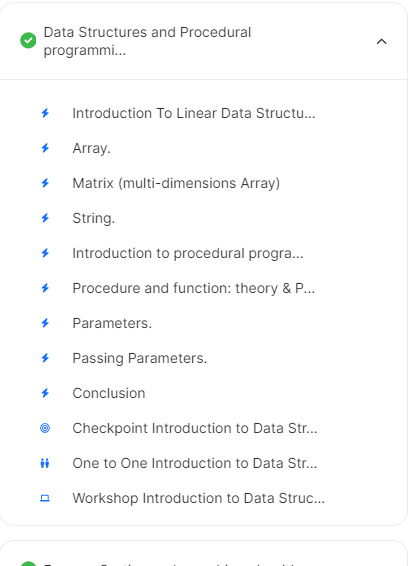 Data Structures and Procedural
programmi...
Introduction To Linear Data Structu...
Array.
Matrix (multi-dimensions Array)
String.
Introduction to procedural progra...
Procedure and function: theory & P...
Parameters.
Passing Parameters.
Conclusion
Checkpoint Introduction to Data Str...
One to One Introduction to Data Str...
Workshop Introduction to Data Struc...